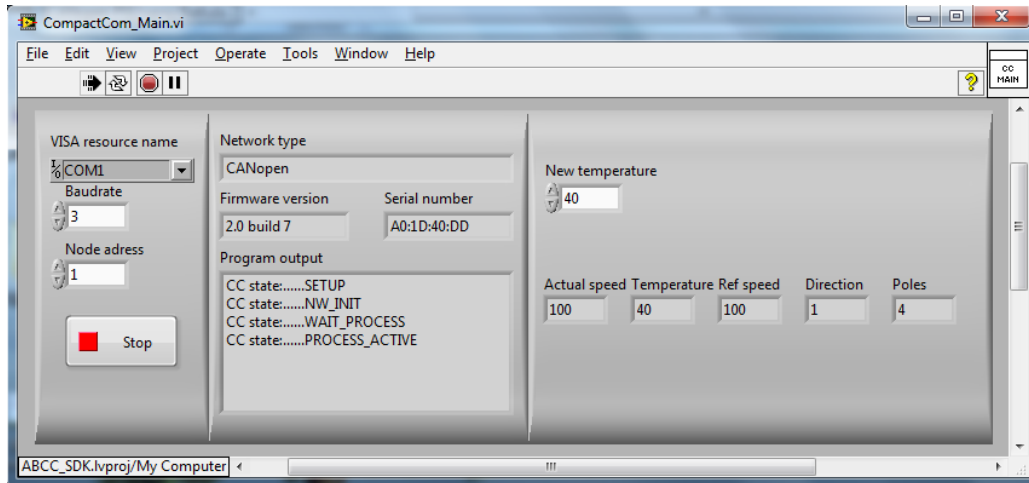 CompactCom_Main.vi
File Edit View Project Operate Tools Window Help
CC
MAIN
VISA resource name
COM1
Baudrate
3
Node adress
1
Stop
Network type
CANopen
Firmware version Serial number
2.0 build 7 A0:1D:40:DD
Program output
CC state:......SETUP
CC state:......NW_INIT
CC state:......WAIT_PROCESS
CC state:......PROCESS_ACTIVE
New temperature
40
Actual speed Temperature Ref speed Direction Poles
100 40 100 1 4
ABCC_SDK.lvproj/My Computer